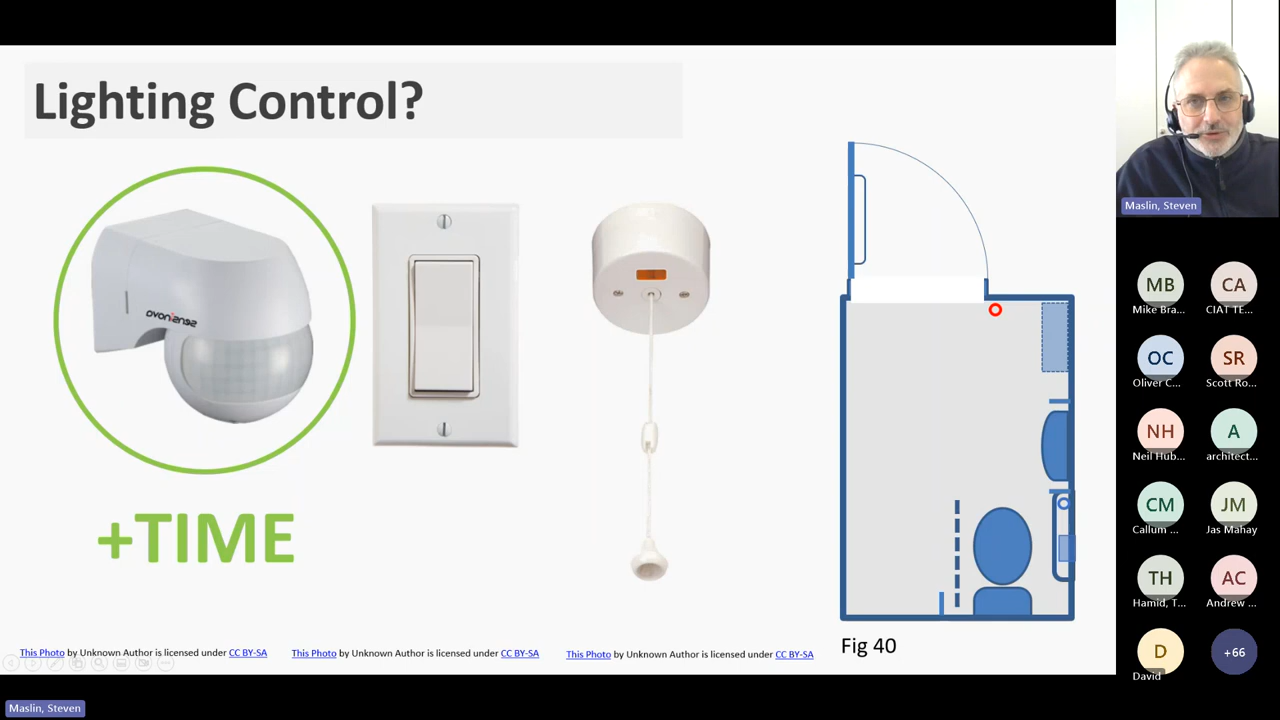 Lighting Control?
+TIME
Fig 40
This Photo by Unknown Author is licensed under CC BY-SA
This Photo by Unknown Author is licensed under CC BY-SA
This Photo by Unknown Author is licensed under CC BY-SA
Maslin, Steven
Maslin, Steven
MB
Mike Bra...
CA
CIAT TE...
OC
Oliver C...
SR
Scott Ro...
NH
Neil Hub...
A
architect...
CM
Callum ...
JM
Jas Mahay
TH
Hamid, T...
AC
Andrew ...
D
David
+66